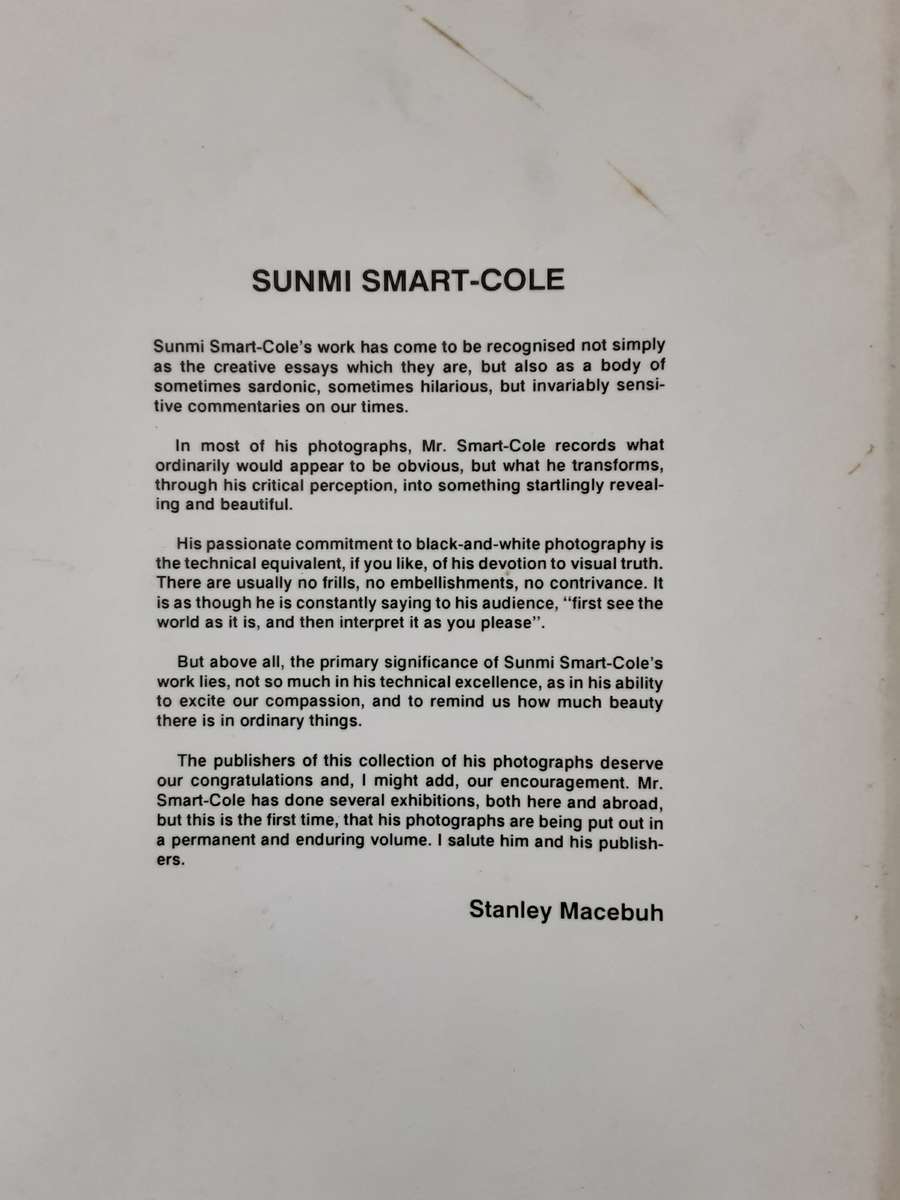 SUNMI SMART-COLE
Sunmi Smart-Cole's work has come to be recognised not simply
as the creative essays which they are, but also as a body of
sometimes sardonic, sometimes hilarious, but invariably sensi-
tive commentaries on our times.
In most of his photographs, Mr. Smart-Cole records what
ordinarily would appear to be obvious, but what he transforms,
through his critical perception, into something startlingly reveal-
ing and beautiful.
His passionate commitment to black-and-white photography is
the technical equivalent, if you like, of his devotion to visual truth.
There are usually no frills, no embellishments, no contrivance. It
is as though he is constantly saying to his audience, "first see the
world as it is, and then interpret it as you please".
But above all, the primary significance of Sunmi Smart-Cole's
work lies, not so much in his technical excellence, as in his ability
to excite our compassion, and to remind us how much beauty
there is in ordinary things.
The publishers of this collection of his photographs deserve
our congratulations and, I might add, our encouragement. Mr.
Smart-Cole has done several exhibitions, both here and abroad,
but this is the first time, that his photographs are being put out in
a permanent and enduring volume. I salute him and his publish-
ers.
Stanley Macebuh